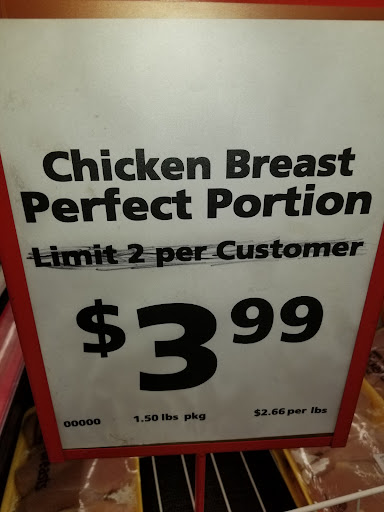 Chicken Breast
Perfect Portion
Limit 2 per Customer
$3.99
00000 1.50 lbs pkg $2.66 per lbs